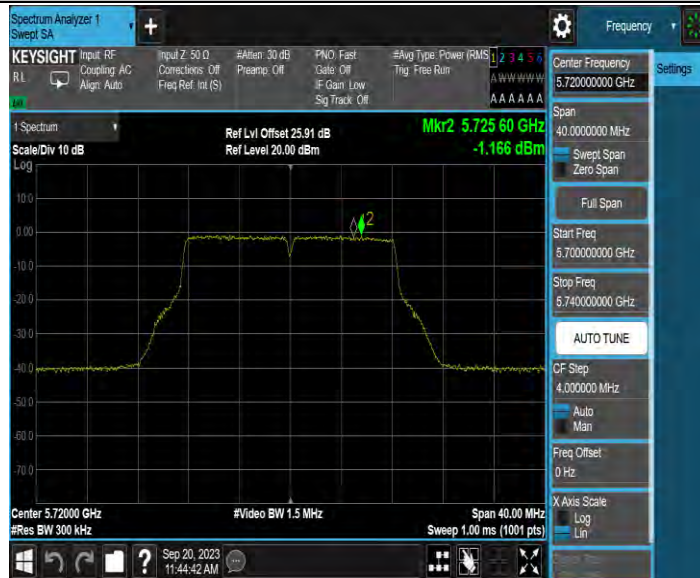 Spectrum Analyzer 1
Swept SA
Frequency
KEYSIGHT
RL
Input: RF
Coupling: AC
Align: Auto
Input Z: 50 Ω
Corrections: Off
Freq Ref: Int (S)
#Atten: 30 dB
Preamp: Off
PNO: Fast
Gate: Off
IF Gain: Low
Sig Track: Off
#Avg Type: Power (RMS
Trig: Free Run
1 2 3 4 5 6
A W W W W W
A A A A A A
Center Frequency
5.720000000 GHz
Settings
Span
40.0000000 MHz
Swept Span
Zero Span
Full Span
Start Freq
5.700000000 GHz
Stop Freq
5.740000000 GHz
AUTO TUNE
CF Step
4.000000 MHz
Auto
Man
Freq Offset
0 Hz
X Axis Scale
Log
Lin
1 Spectrum
Scale/Div 10 dB
Log
Ref Lvl Offset 25.91 dB
Ref Level 20.00 dBm
Mkr2 5.725 60 GHz
-1.166 dBm
10.0
0.00
-10.0
-20.0
-30.0
-40.0
-50.0
-60.0
-70.0
2
Center 5.72000 GHz
#Res BW 300 kHz
#Video BW 1.5 MHz
Span 40.00 MHz
Sweep 1.00 ms (1001 pts)
?
Sep 20, 2023
11:44:42 AM